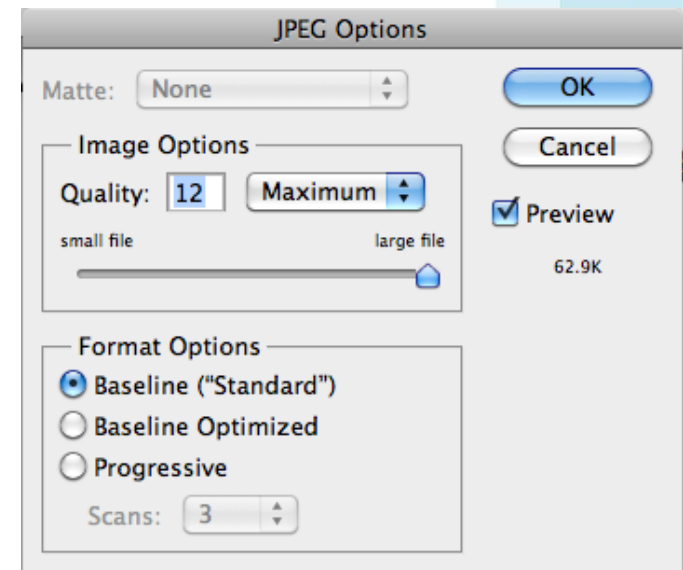 JPEG Options
Matte: None
OK
Image Options
Cancel
Quality: 12 Maximum
Preview
small file large file
62.9K
Format Options
Baseline (“Standard”)
Baseline Optimized
Progressive
Scans: 3